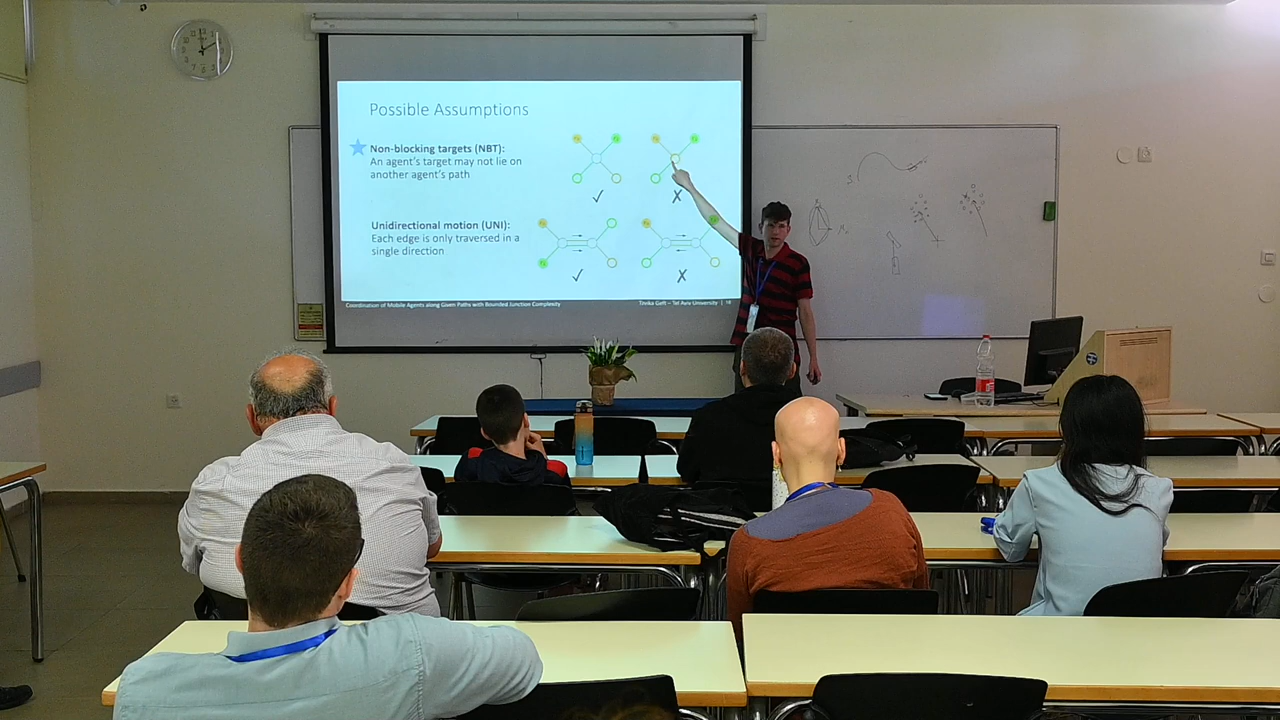 Possible Assumptions
Non-blocking targets (NBT):
An agent's target may not lie on
another agent's path
Unidirectional motion (UNI):
Each edge is only traversed in a
single direction
Coordination of Mobile Agents along Given Paths with Bounded Junction Complexity
Tzvika Geft – Tel Aviv University | 18